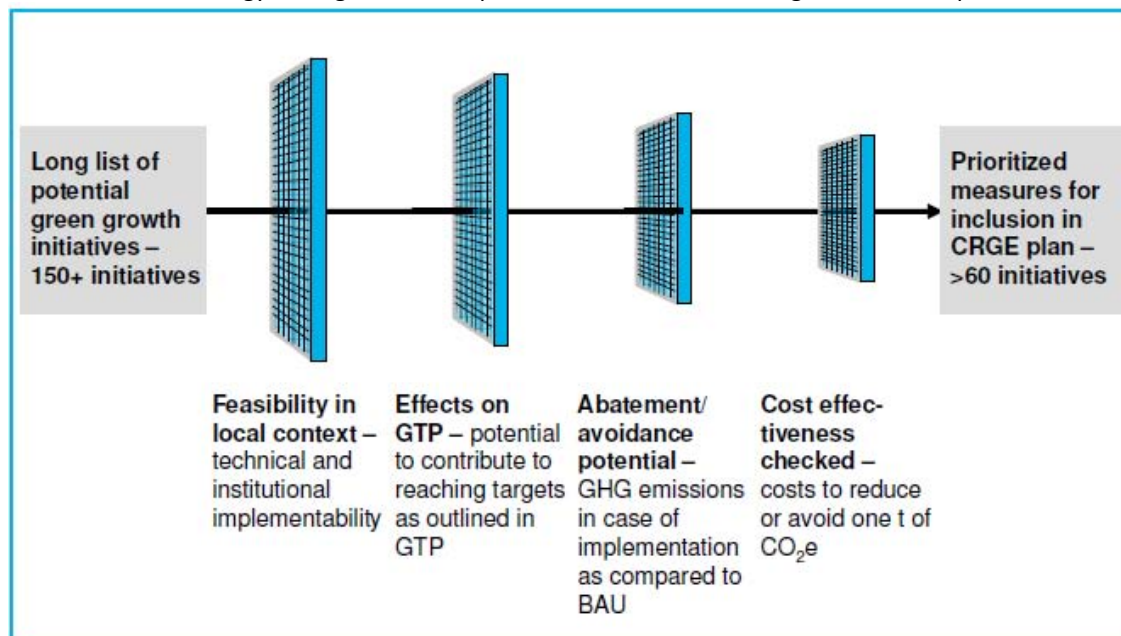 Long list of
potential
green growth
initiatives –
150+ initiatives
Prioritized
measures for
inclusion in
CRGE plan –
>60 initiatives
Feasibility in
local context –
technical and
institutional
implementability
Effects on
GTP – potential
to contribute to
reaching targets
as outlined in
GTP
Abatement/
avoidance
potential –
GHG emissions
in case of
implementation
as compared to
BAU
Cost effec-
tiveness
checked –
costs to reduce
or avoid one t of
CO₂e